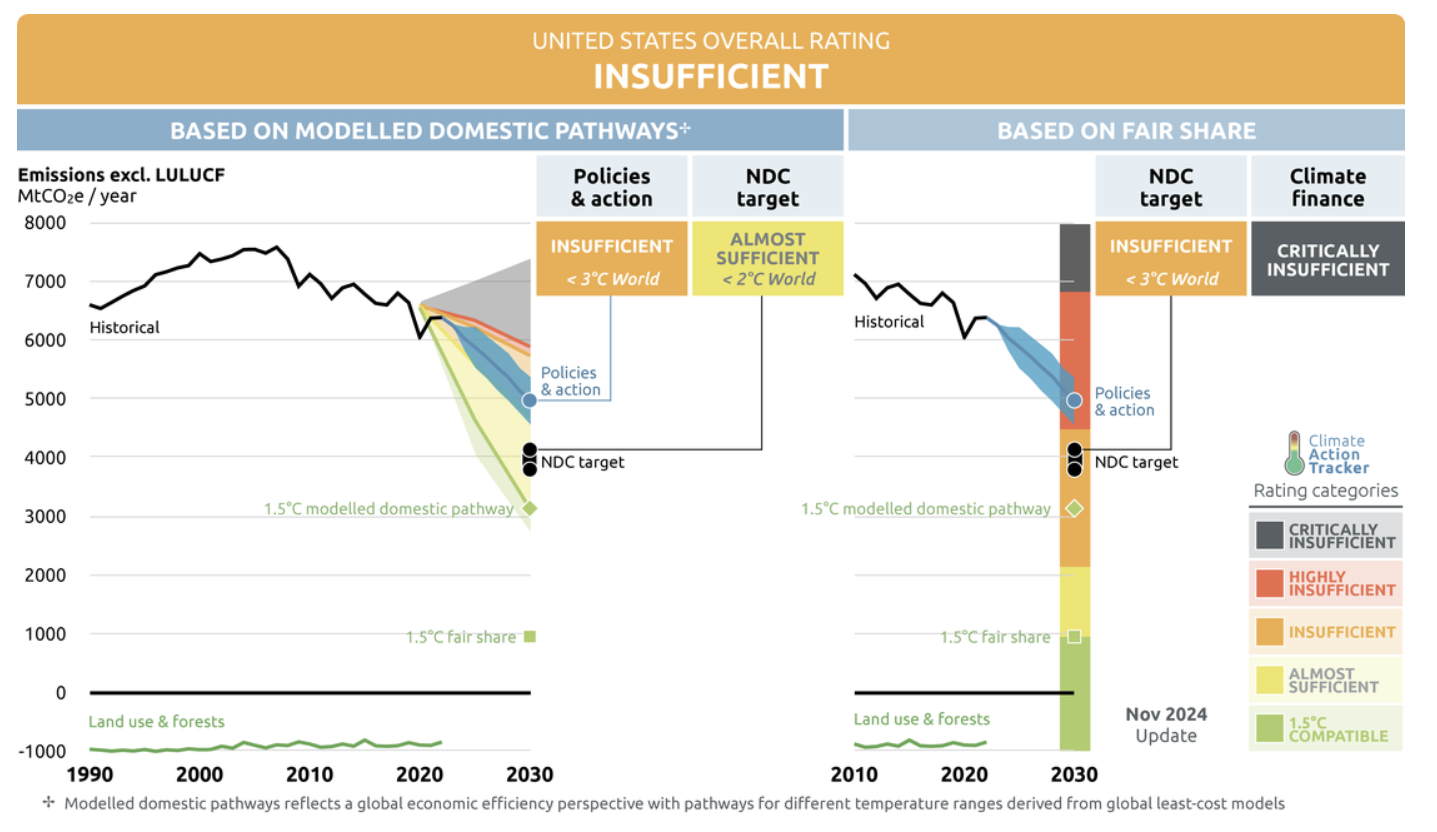 UNITED STATES OVERALL RATING
INSUFFICIENT
BASED ON MODELLED DOMESTIC PATHWAYS✢
BASED ON FAIR SHARE
Emissions excl. LULUCF
MtCO₂e / year
Policies
& action
NDC
target
NDC
target
Climate
finance
INSUFFICIENT
< 3°C World
ALMOST
SUFFICIENT
< 2°C World
INSUFFICIENT
< 3°C World
CRITICALLY
INSUFFICIENT
8000
7000
6000
5000
4000
3000
2000
1000
0
-1000
Historical
Policies
& action
NDC target
1.5°C modelled domestic pathway
1.5°C fair share
Land use & forests
1990
2000
2010
2020
2030
Historical
Policies
& action
NDC target
1.5°C modelled domestic pathway
1.5°C fair share
Land use & forests
2010
2020
2030
Nov 2024
Update
Climate
Action
Tracker
Rating categories
CRITICALLY
INSUFFICIENT
HIGHLY
INSUFFICIENT
INSUFFICIENT
ALMOST
SUFFICIENT
1.5°C
COMPATIBLE
✢ Modelled domestic pathways reflects a global economic efficiency perspective with pathways for different temperature ranges derived from global least-cost models